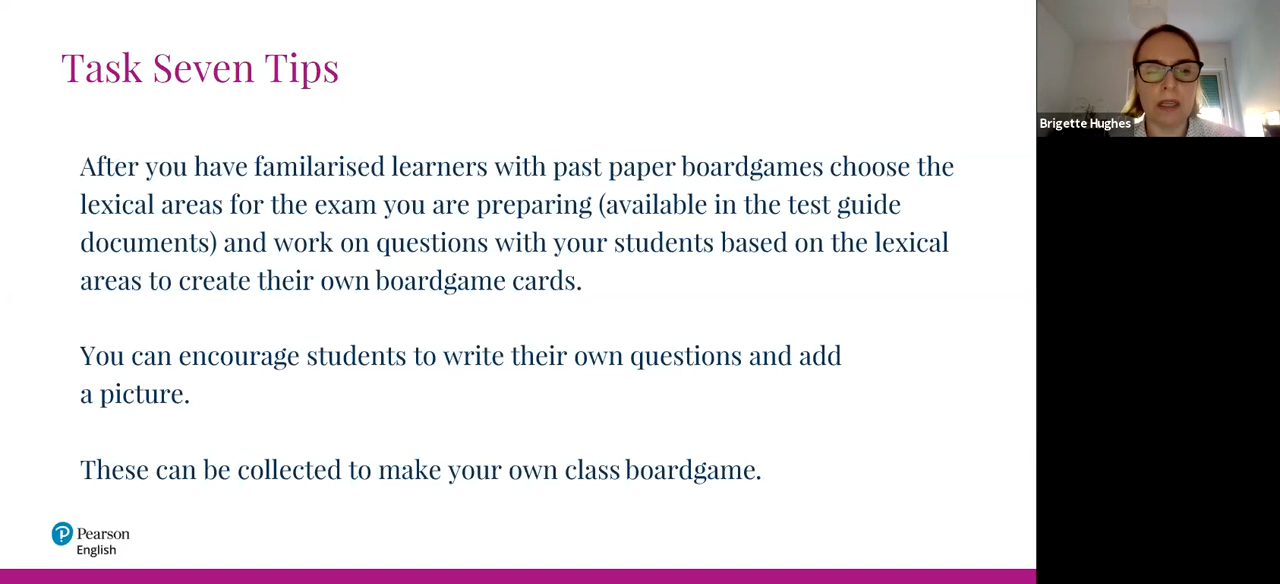 Task Seven Tips
Brigette Hughes
After you have familarised learners with past paper boardgames choose the
lexical areas for the exam you are preparing (available in the test guide
documents) and work on questions with your students based on the lexical
areas to create their own boardgame cards.
You can encourage students to write their own questions and add
a picture.
These can be collected to make your own class boardgame.
Pearson
English